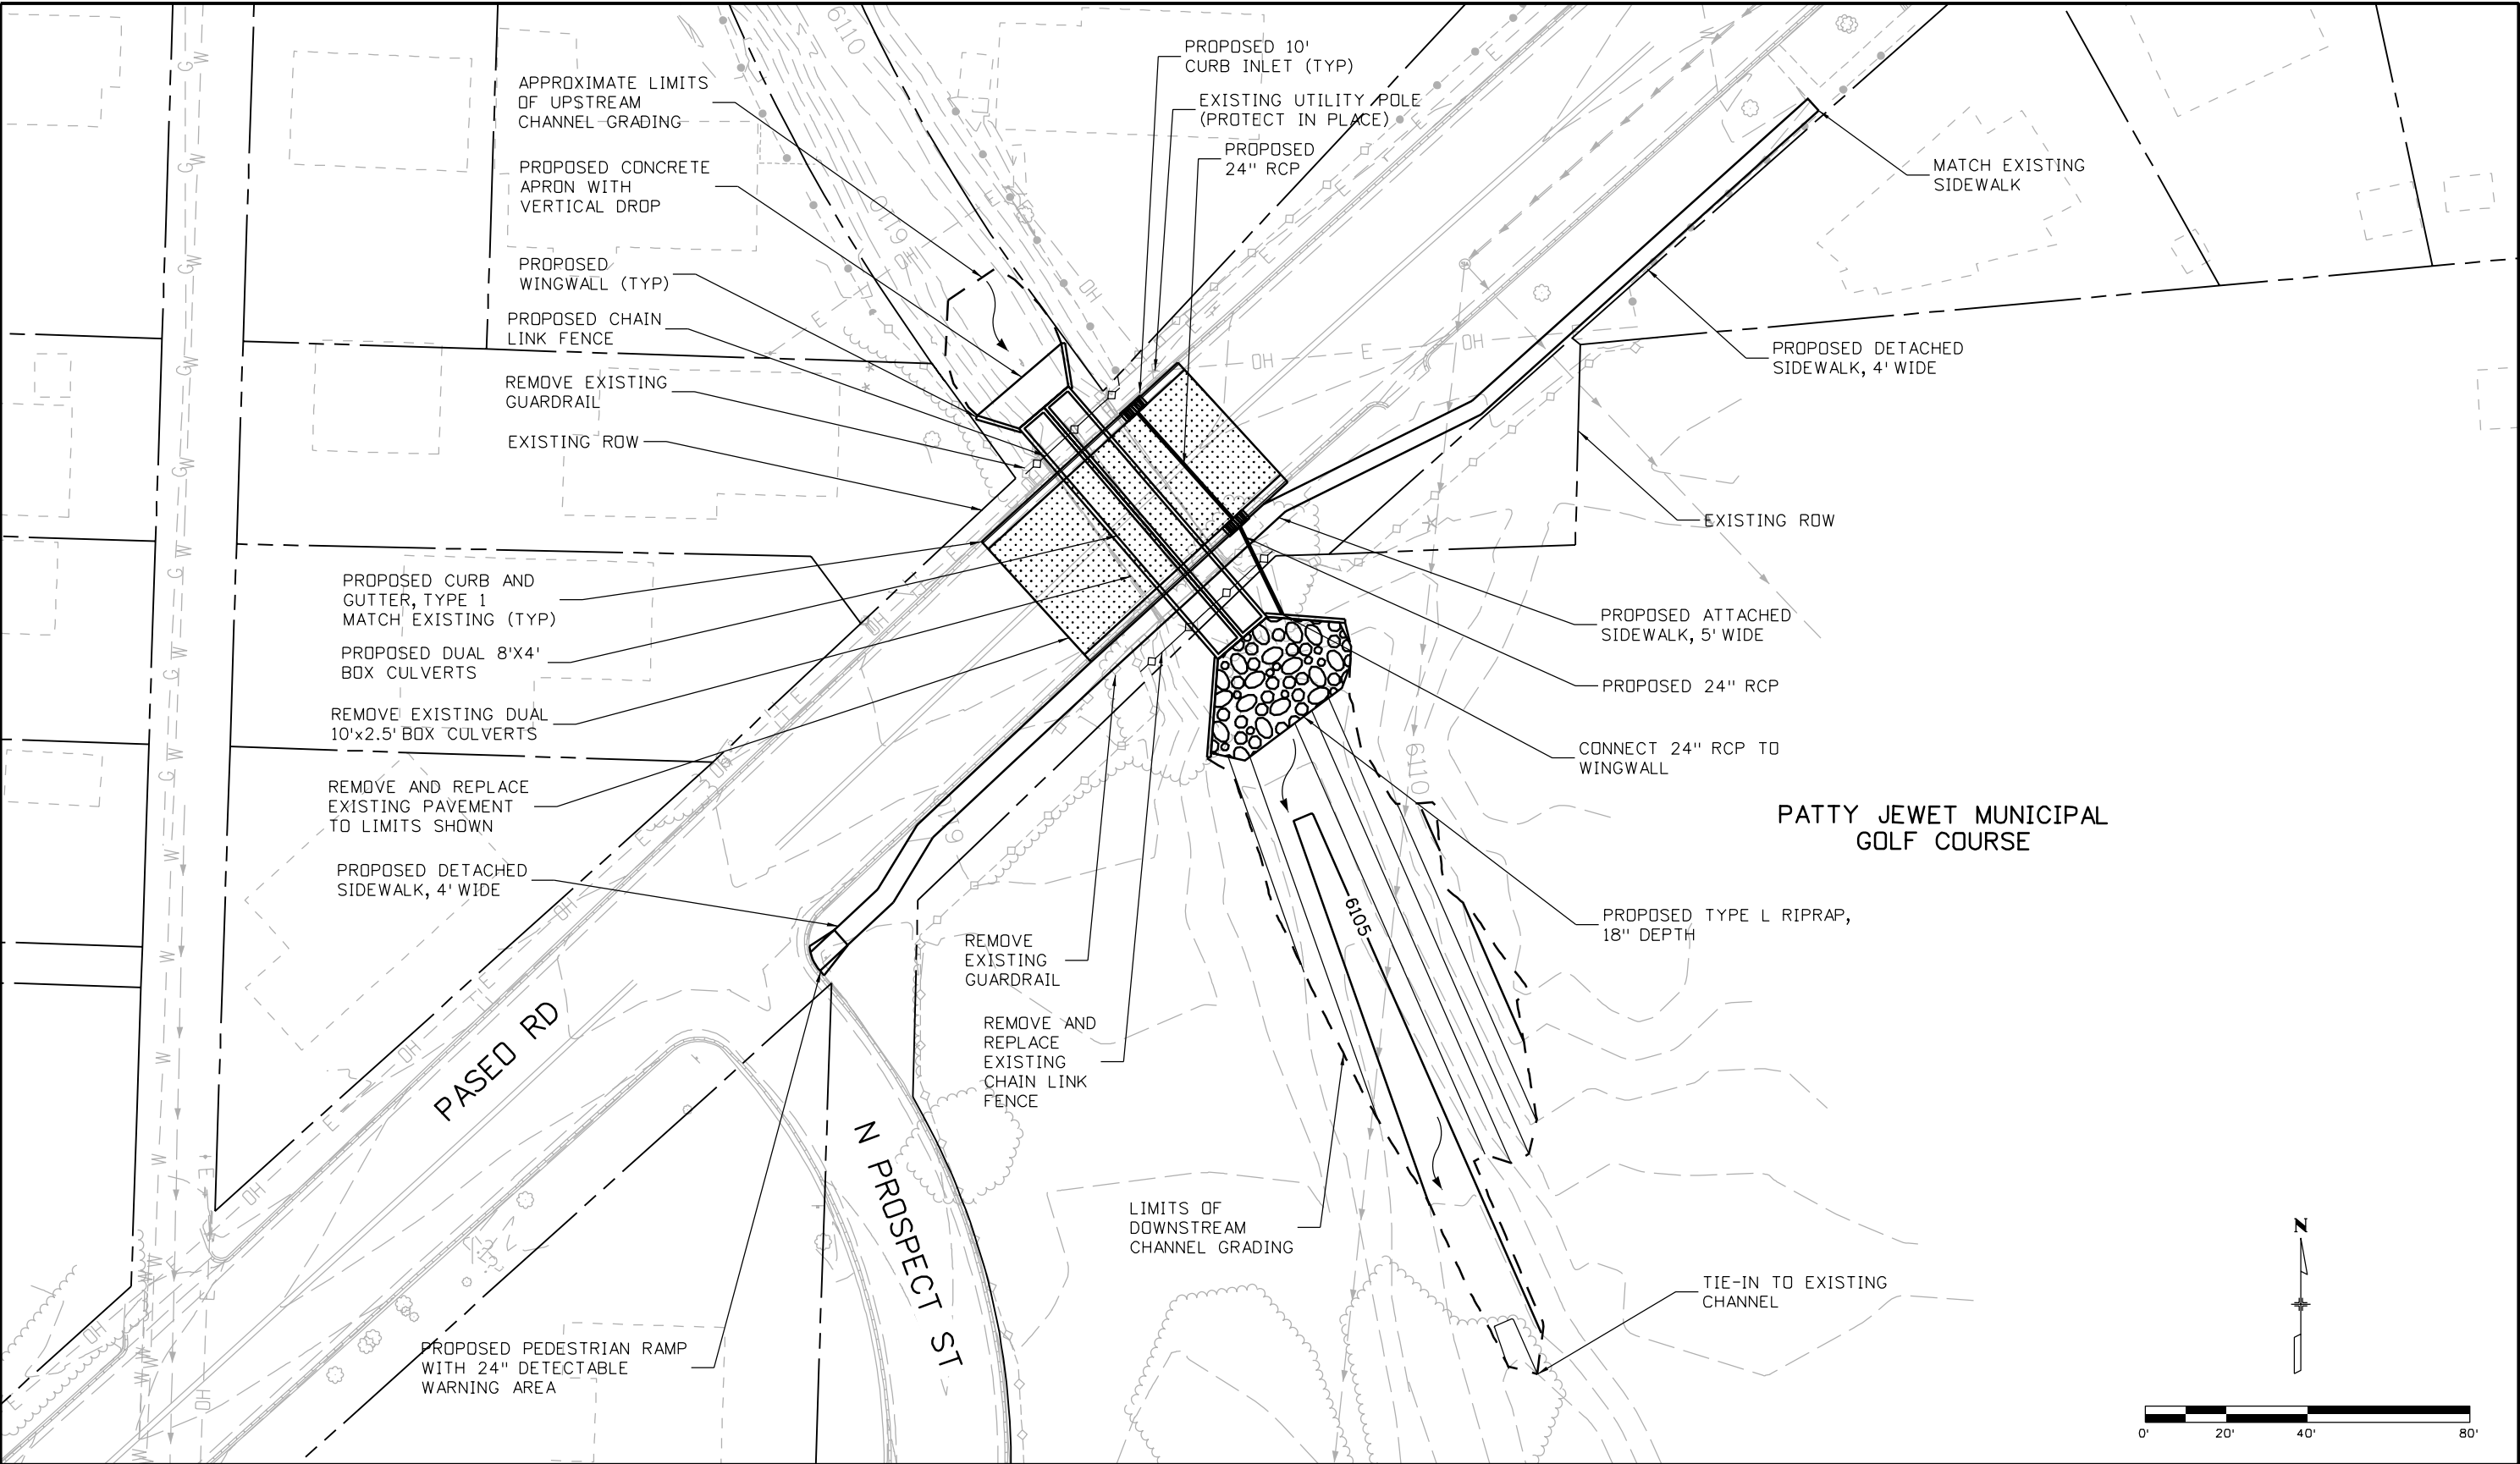 APPROXIMATE LIMITS
OF UPSTREAM
CHANNEL GRADING
PROPOSED CONCRETE
APRON WITH
VERTICAL DROP
PROPOSED
WINGWALL (TYP)
PROPOSED CHAIN
LINK FENCE
REMOVE EXISTING
GUARDRAIL
EXISTING ROW
PROPOSED CURB AND
GUTTER, TYPE 1
MATCH EXISTING (TYP)
PROPOSED DUAL 8'X4'
BOX CULVERTS
REMOVE EXISTING DUAL
10'x2.5' BOX CULVERTS
REMOVE AND REPLACE
EXISTING PAVEMENT
TO LIMITS SHOWN
PROPOSED DETACHED
SIDEWALK, 4' WIDE
PROPOSED 10'
CURB INLET (TYP)
EXISTING UTILITY POLE
(PROTECT IN PLACE)
PROPOSED
24" RCP
MATCH EXISTING
SIDEWALK
PROPOSED DETACHED
SIDEWALK, 4' WIDE
EXISTING ROW
PROPOSED ATTACHED
SIDEWALK, 5' WIDE
PROPOSED 24" RCP
CONNECT 24" RCP TO
WINGWALL
PATTY JEWET MUNICIPAL
GOLF COURSE
PROPOSED TYPE L RIPRAP,
18" DEPTH
REMOVE
EXISTING
GUARDRAIL
REMOVE AND
REPLACE
EXISTING
CHAIN LINK
FENCE
LIMITS OF
DOWNSTREAM
CHANNEL GRADING
TIE-IN TO EXISTING
CHANNEL
PROPOSED PEDESTRIAN RAMP
WITH 24" DETECTABLE
WARNING AREA
PASEO RD
N PROSPECT ST
6110
6110
6110
6105
N
0' 20' 40' 80'